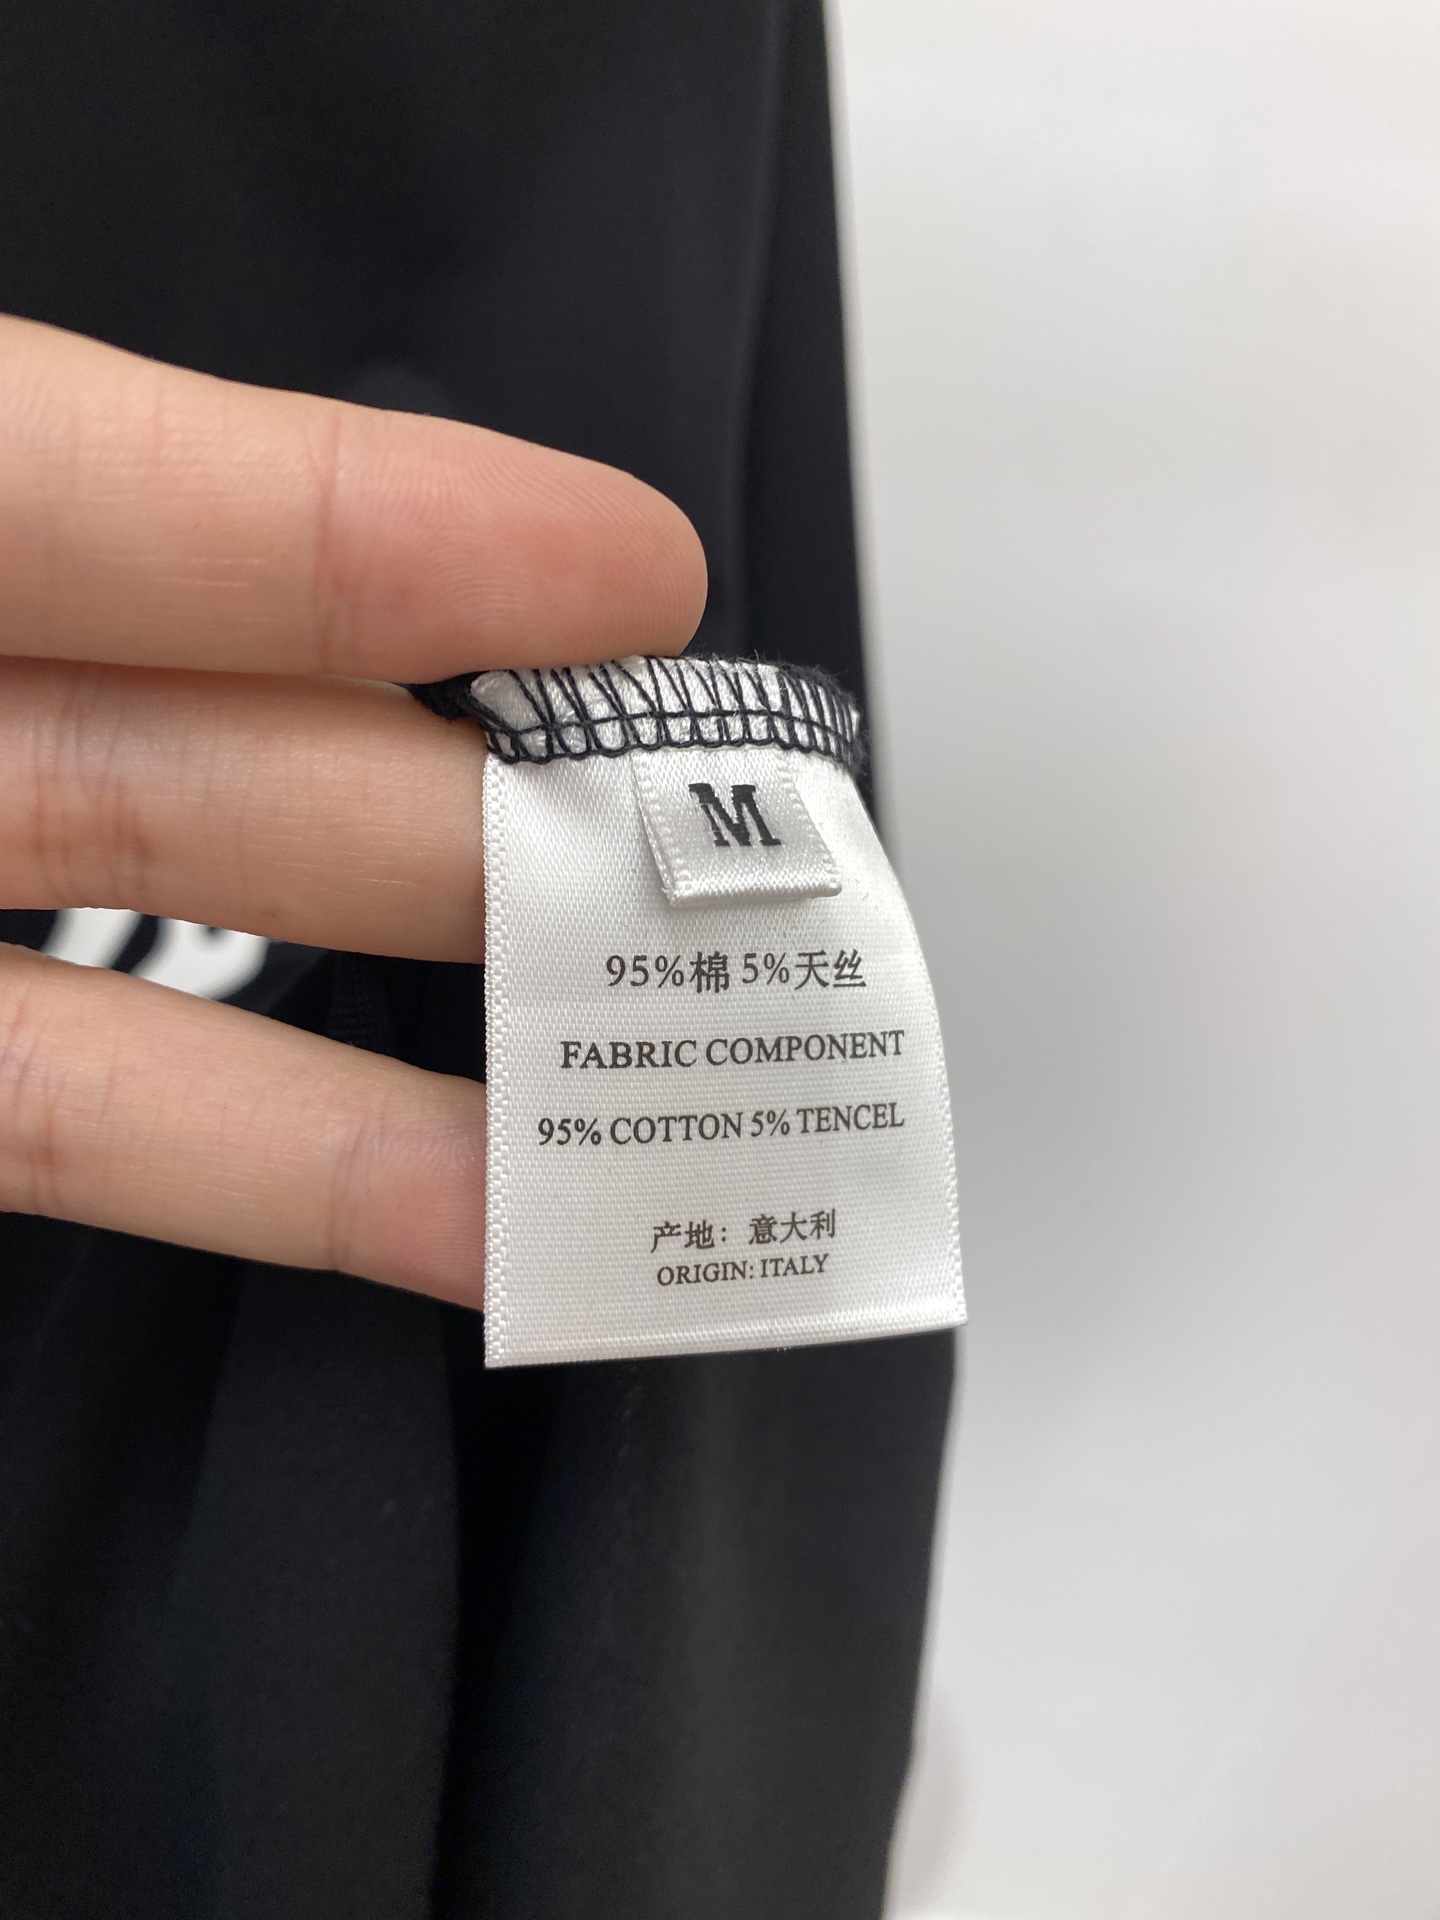 M
95%棉 5%天丝
FABRIC COMPONENT
95% COTTON 5% TENCEL
产地：意大利
ORIGIN: ITALY